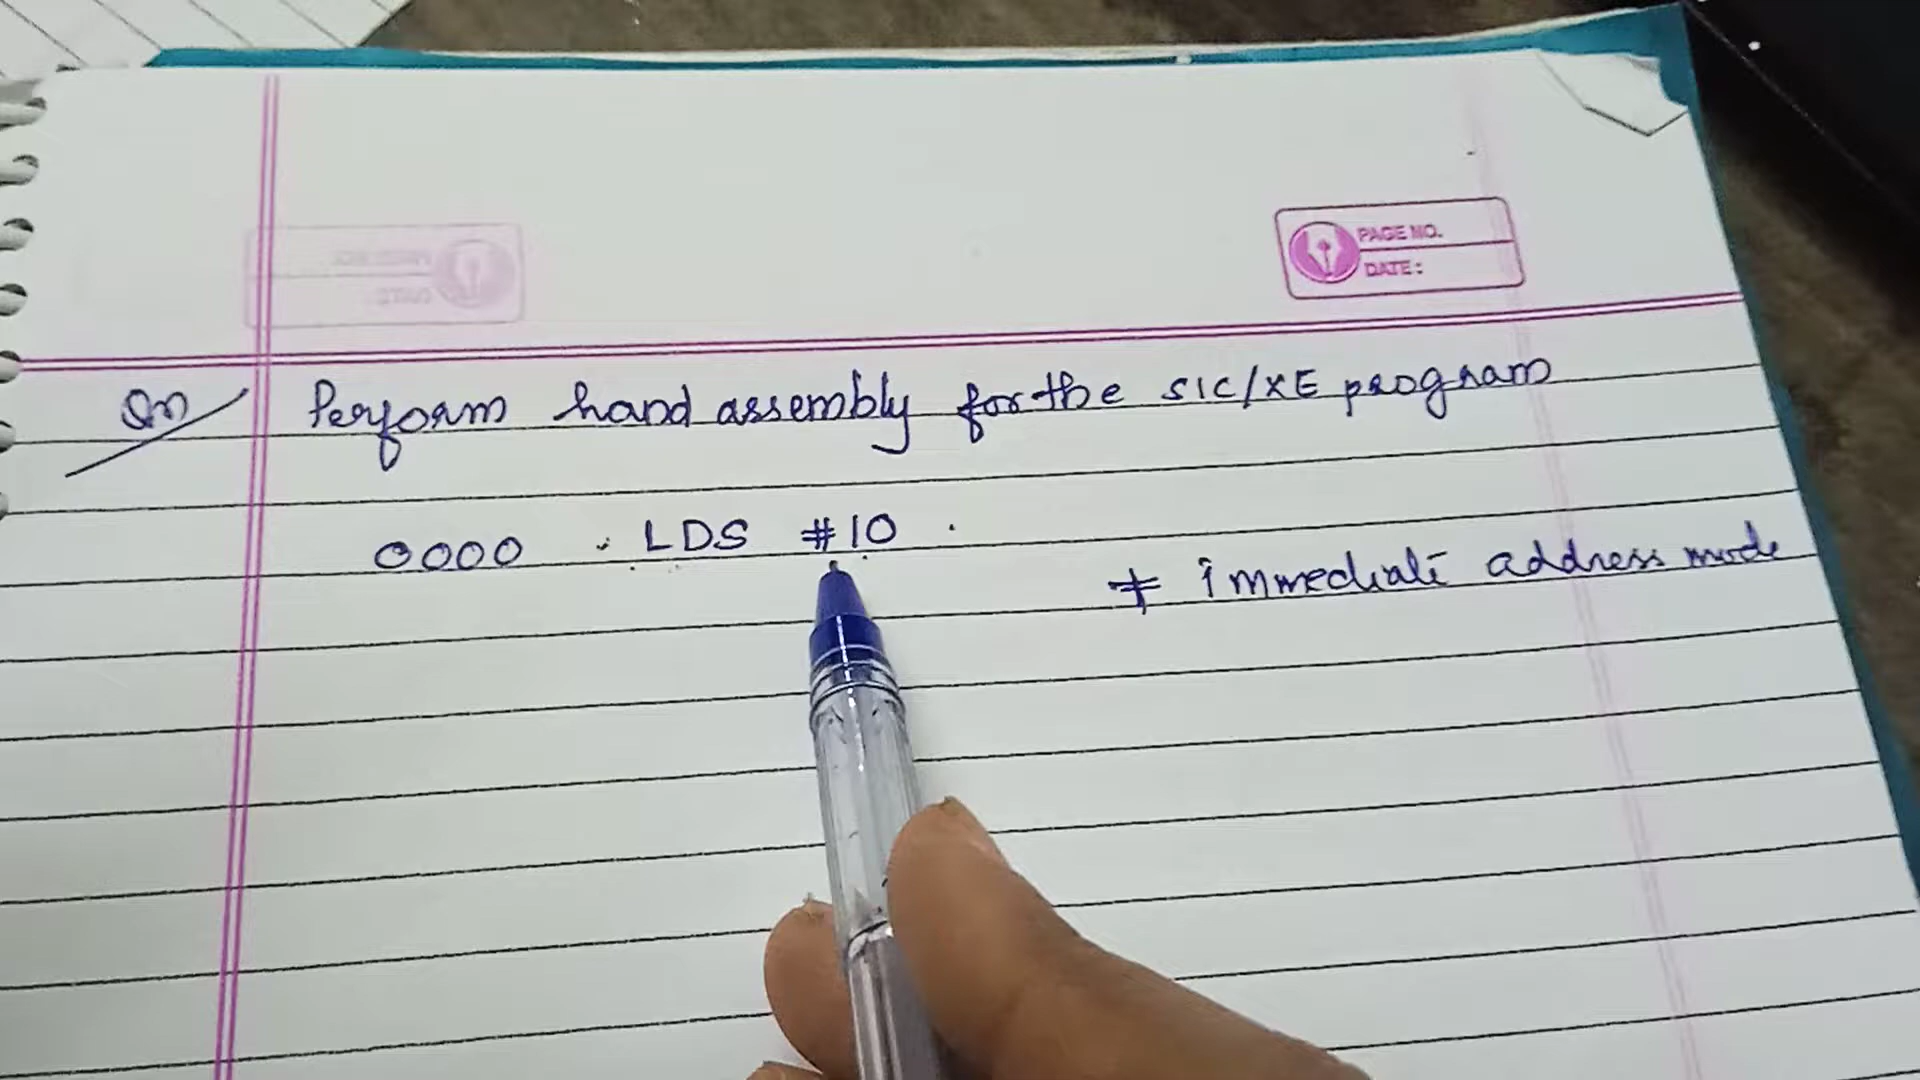 PAGE NO.
DATE :
Qn/ Perform hand assembly for the SIC/XE program
0000 . LDS #10 .
* immediate address mode